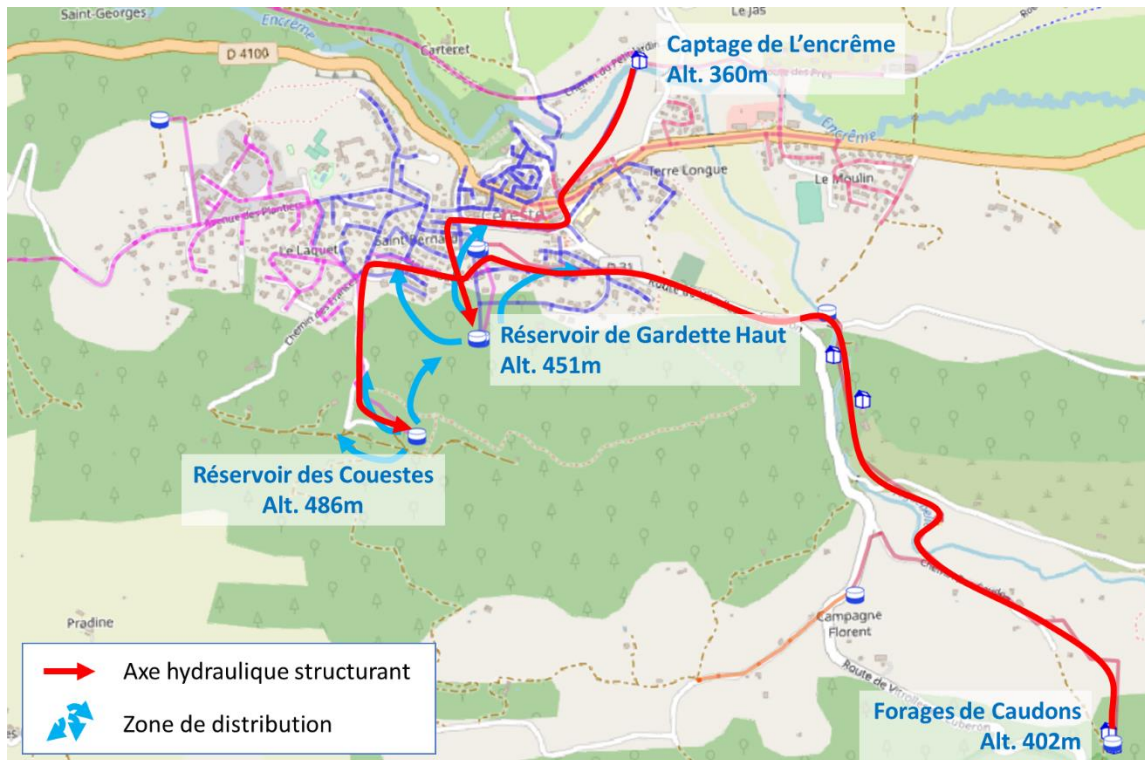 Saint-Georges
Encrême
Le Jas
D 4100
Carteret
Captage de L'encrême
Alt. 360m
Encrême
Terre Longue
Le Moulin
Céreste
Saint-Bernard
Le Laquet
D 31
Réservoir de Gardette Haut
Alt. 451m
Réservoir des Couestes
Alt. 486m
Pradine
Campagne
Florent
Axe hydraulique structurant
Zone de distribution
Forages de Caudons
Alt. 402m